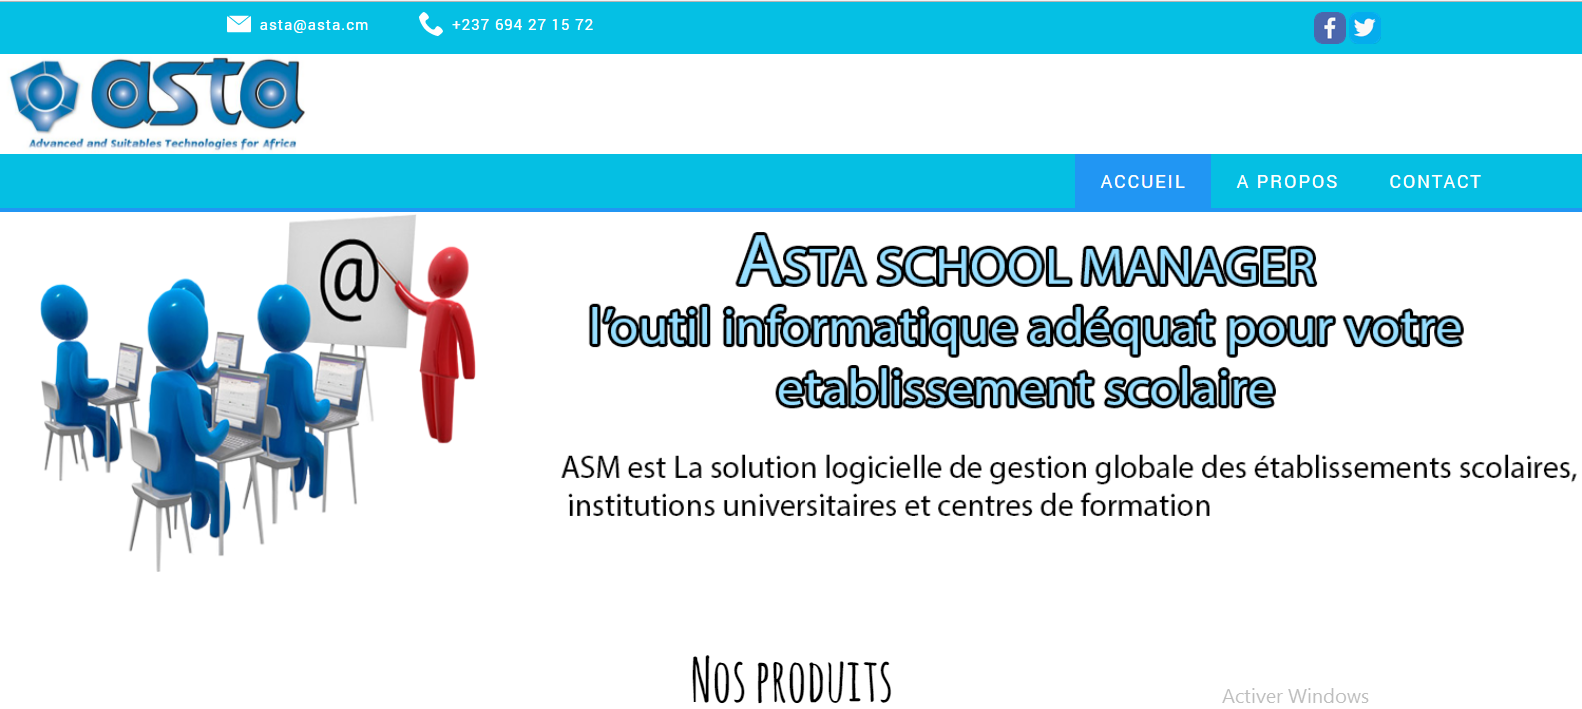 asta@asta.cm
+237 694 27 15 72
asta
Advanced and Suitables Technologies for Africa
ACCUEIL
A PROPOS
CONTACT
@
ASTA SCHOOL MANAGER
l’outil informatique adéquat pour votre
etablissement scolaire
ASM est La solution logicielle de gestion globale des établissements scolaires,
institutions universitaires et centres de formation
NOS PRODUITS
Activer Windows